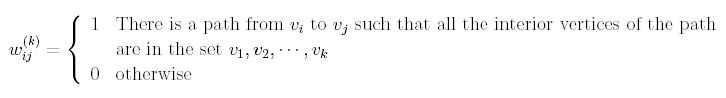 w_{ij}^{(k)} = { 1 There is a path from v_i to v_j such that all the interior vertices of the path
are in the set v_1, v_2, ⋯, v_k
0 otherwise